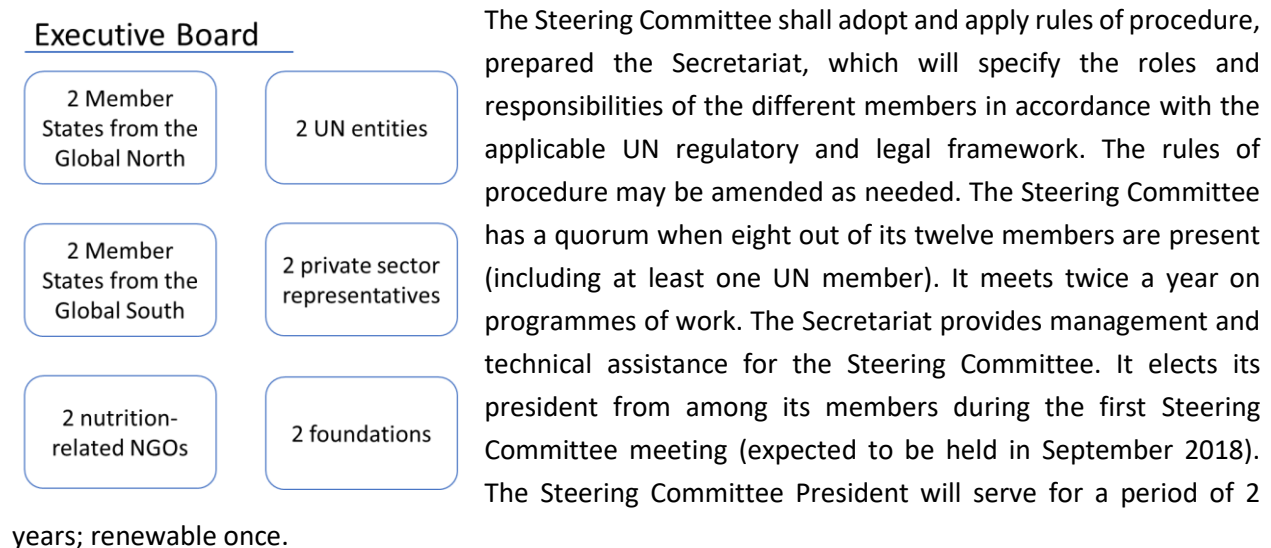 Executive Board
2 Member
States from the
Global North
2 UN entities
2 Member
States from the
Global South
2 private sector
representatives
2 nutrition-
related NGOs
2 foundations
The Steering Committee shall adopt and apply rules of procedure,
prepared the Secretariat, which will specify the roles and
responsibilities of the different members in accordance with the
applicable UN regulatory and legal framework. The rules of
procedure may be amended as needed. The Steering Committee
has a quorum when eight out of its twelve members are present
(including at least one UN member). It meets twice a year on
programmes of work. The Secretariat provides management and
technical assistance for the Steering Committee. It elects its
president from among its members during the first Steering
Committee meeting (expected to be held in September 2018).
The Steering Committee President will serve for a period of 2
years; renewable once.